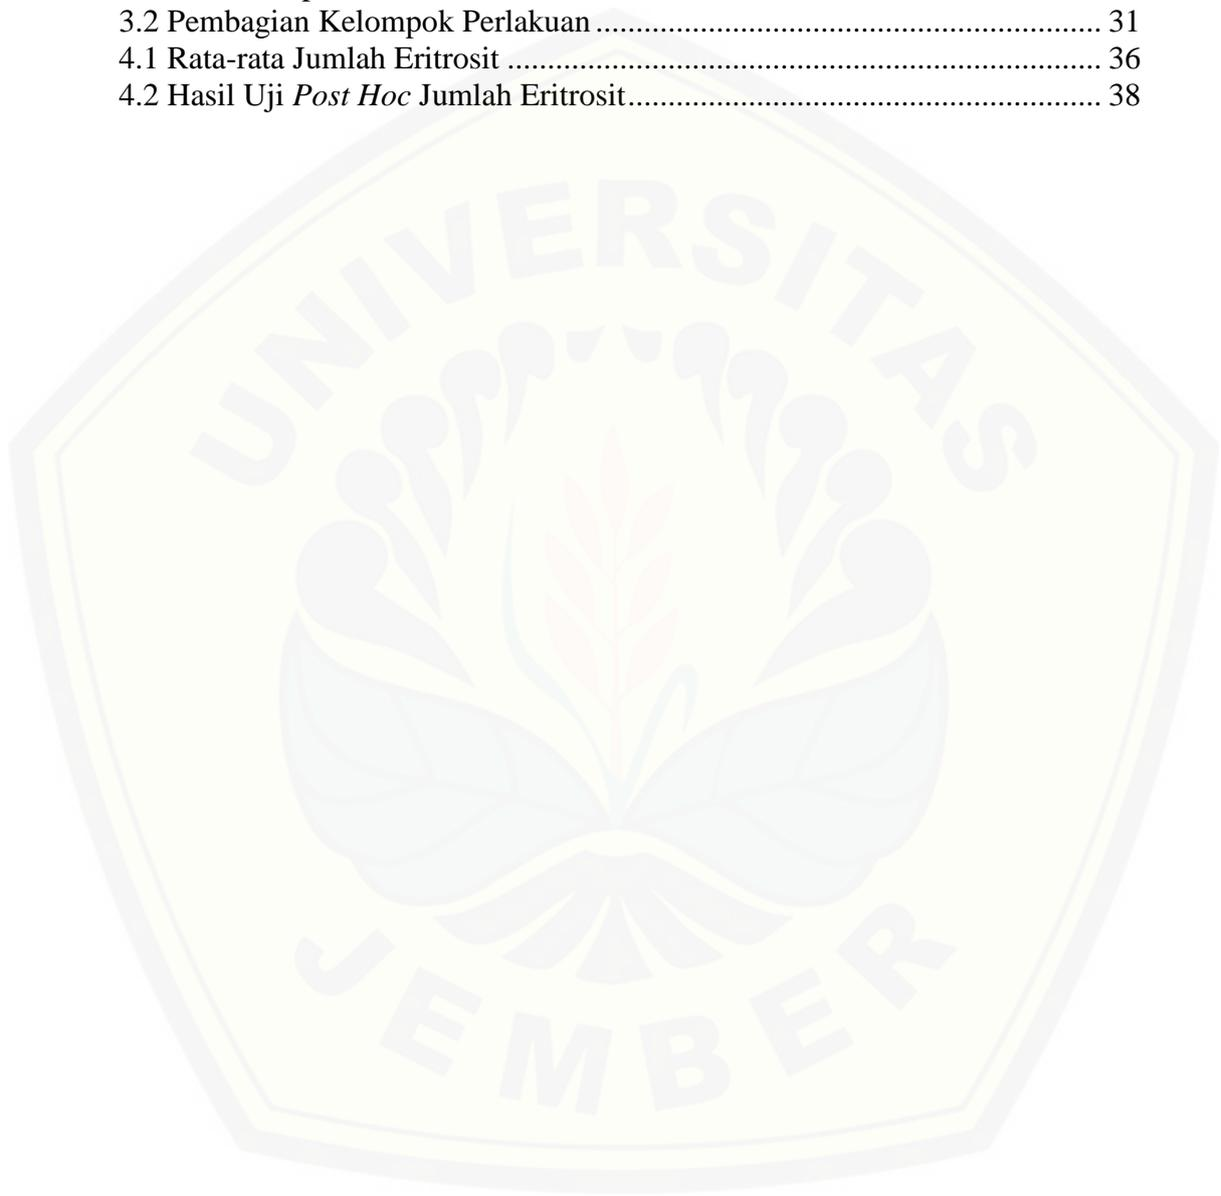 3.2 Pembagian Kelompok Perlakuan ............................................................... 31
4.1 Rata-rata Jumlah Eritrosit .......................................................................... 36
4.2 Hasil Uji Post Hoc Jumlah Eritrosit........................................................... 38
UNIVERSITAS
JEMBER